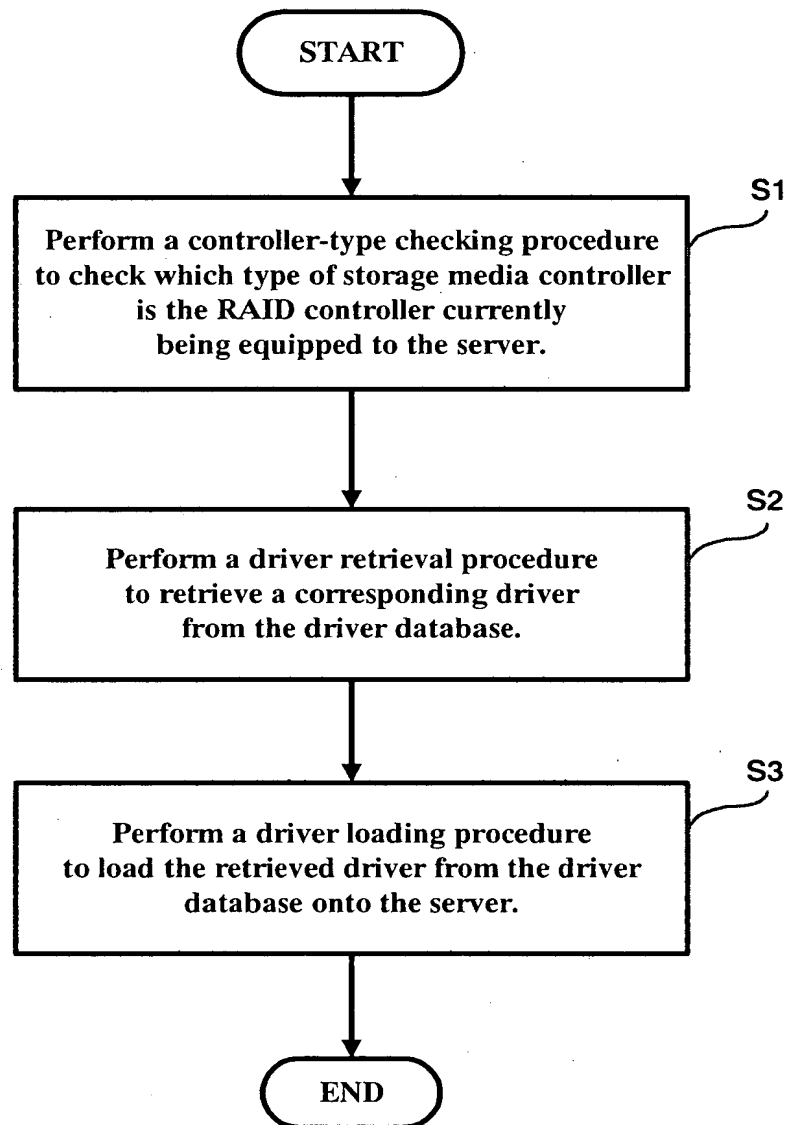 START
S1
Perform a controller-type checking procedure
to check which type of storage media controller
is the RAID controller currently
being equipped to the server.
S2
Perform a driver retrieval procedure
to retrieve a corresponding driver
from the driver database.
S3
Perform a driver loading procedure
to load the retrieved driver from the driver
database onto the server.
END